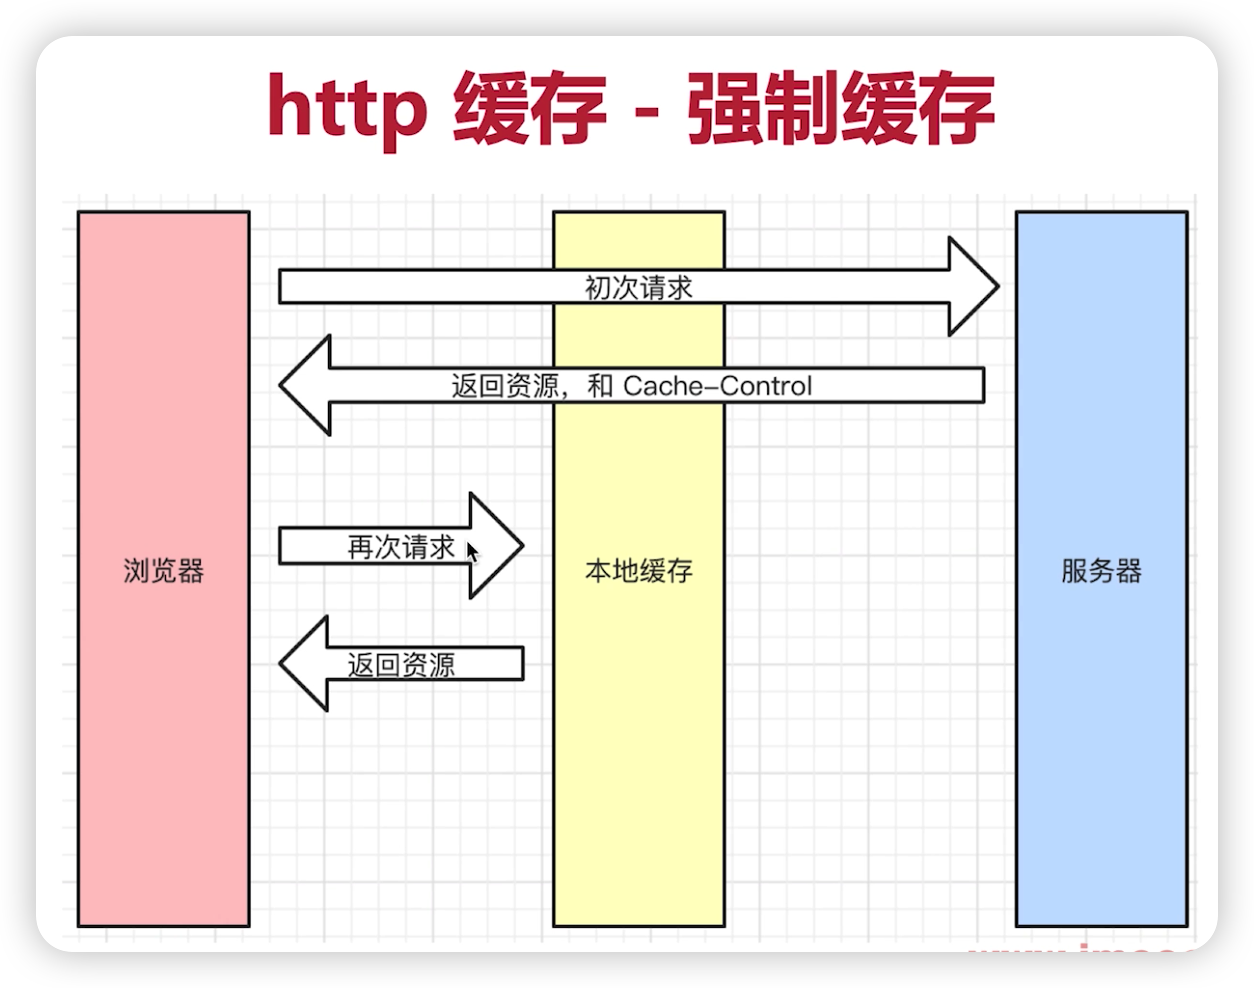 http 缓存 - 强制缓存
初次请求
返回资源，和 Cache-Control
再次请求
浏览器
本地缓存
服务器
返回资源